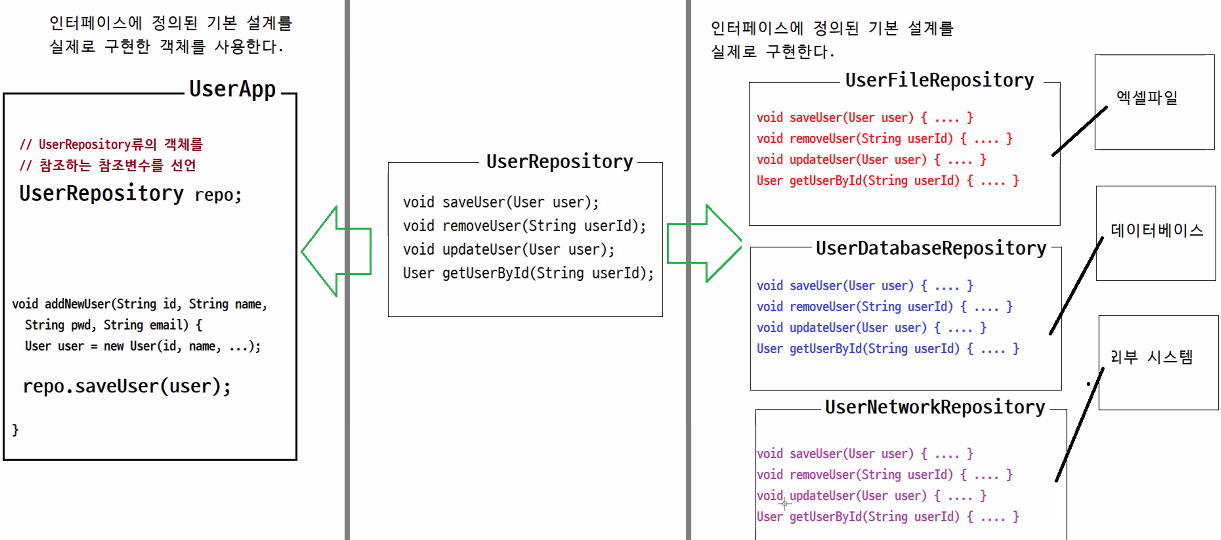 인터페이스에 정의된 기본 설계를
실제로 구현한 객체를 사용한다.
UserApp
// UserRepository류의 객체를
// 참조하는 참조변수를 선언
UserRepository repo;
void addNewUser(String id, String name,
String pwd, String email) {
User user = new User(id, name, ...);
repo.saveUser(user);
}
UserRepository
void saveUser(User user);
void removeUser(String userId);
void updateUser(User user);
User getUserById(String userId);
인터페이스에 정의된 기본 설계를
실제로 구현한다.
UserFileRepository
void saveUser(User user) { .... }
void removeUser(String userId) { .... }
void updateUser(User user) { .... }
User getUserById(String userId) { .... }
엑셀파일
UserDatabaseRepository
void saveUser(User user) { .... }
void removeUser(String userId) { .... }
void updateUser(User user) { .... }
User getUserById(String userId) { .... }
데이터베이스
UserNetworkRepository
void saveUser(User user) { .... }
void removeUser(String userId) { .... }
void updateUser(User user) { .... }
User getUserById(String userId) { .... }
외부 시스템